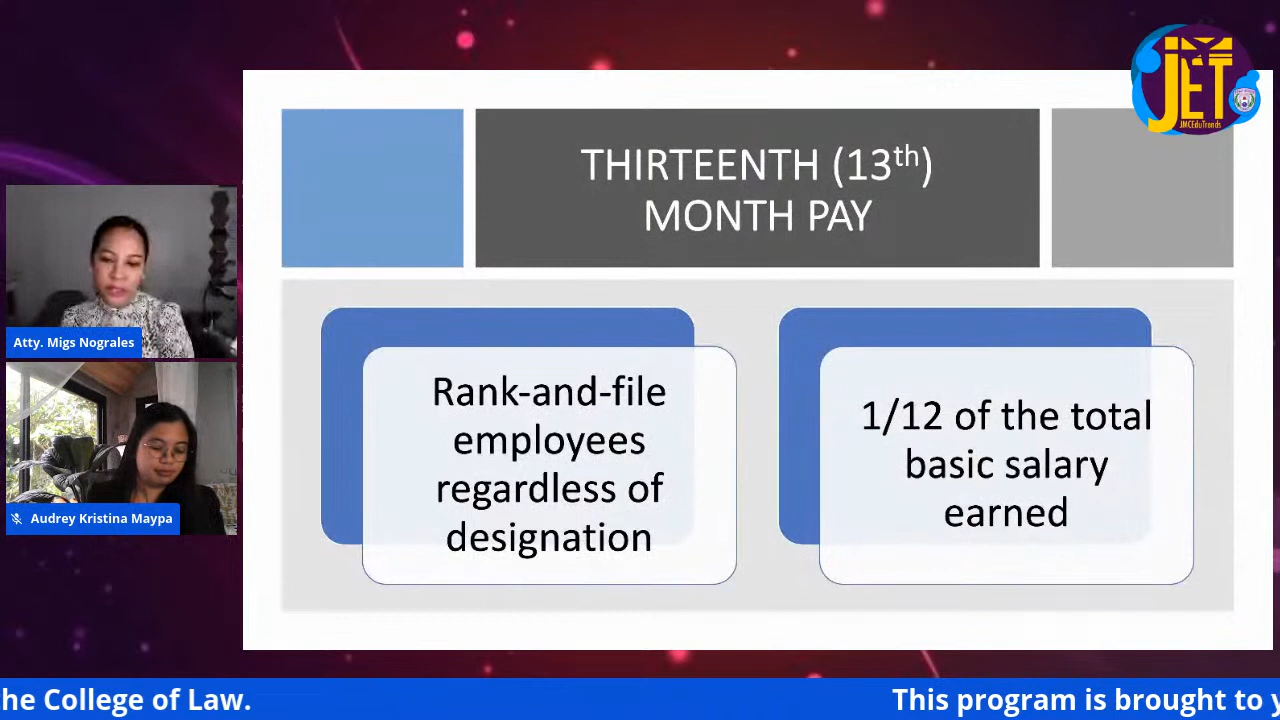 JET
JMCEduTrends
THIRTEENTH (13th)
MONTH PAY
Rank-and-file
employees
regardless of
designation
1/12 of the total
basic salary
earned
Atty. Migs Nograles
Audrey Kristina Maypa
he College of Law.
This program is brought to y